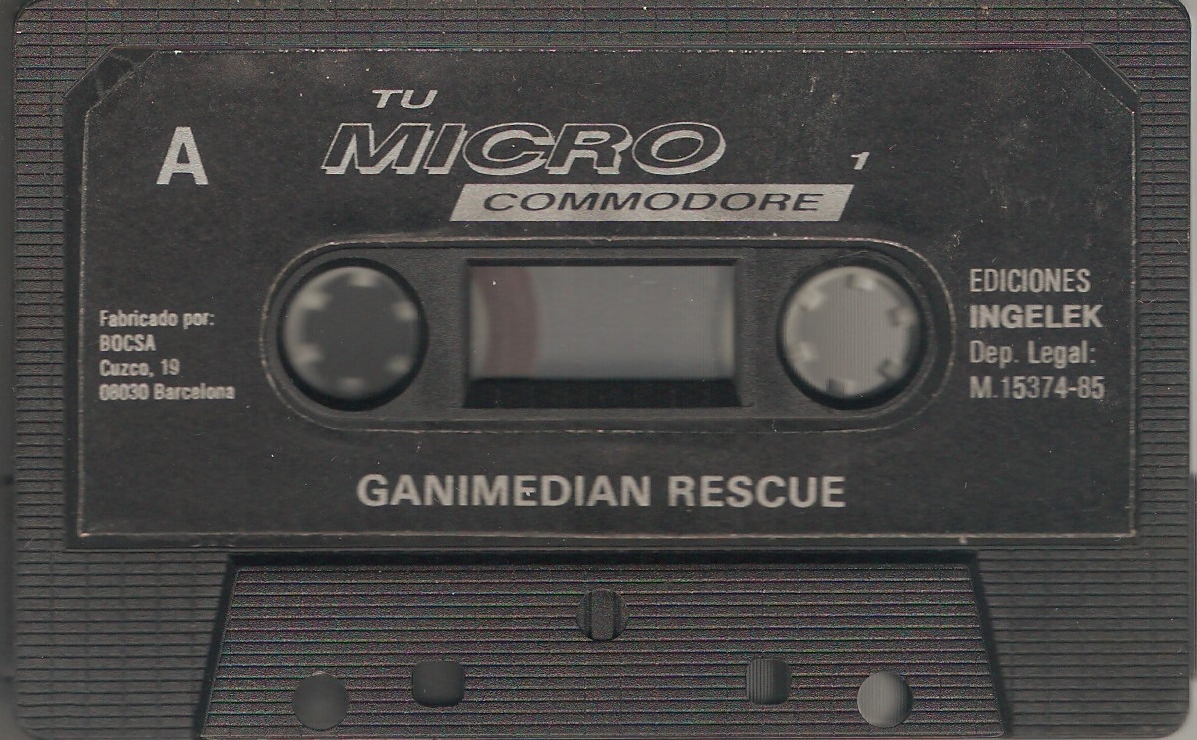 TU
MICRO
A
1
COMMODORE
Fabricado por:
BOCSA
Cuzco, 19
08030 Barcelona
EDICIONES
INGELEK
Dep. Legal:
M.15374-85
GANIMEDIAN RESCUE